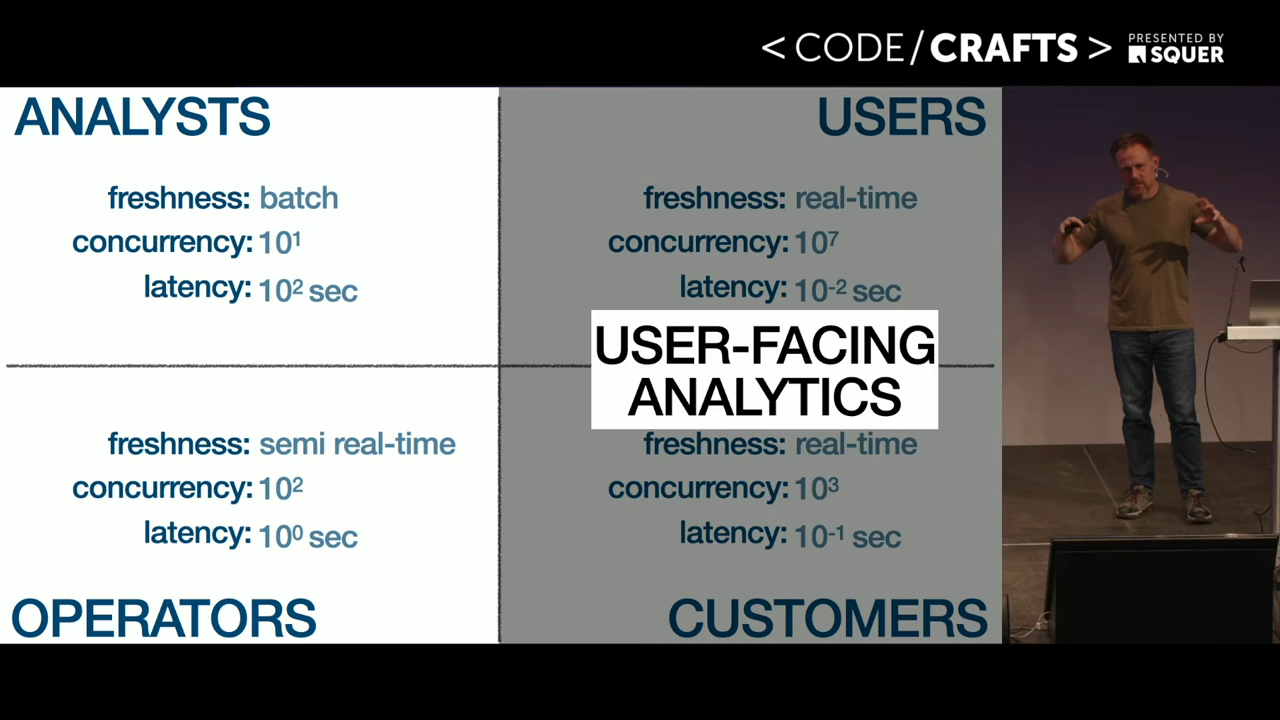 < CODE/CRAFTS >
PRESENTED BY
SQUER
ANALYSTS
freshness: batch
concurrency: 10¹
latency: 10² sec
USERS
freshness: real-time
concurrency: 10⁷
latency: 10⁻² sec
USER-FACING
ANALYTICS
freshness: semi real-time
concurrency: 10²
latency: 10⁰ sec
OPERATORS
freshness: real-time
concurrency: 10³
latency: 10⁻¹ sec
CUSTOMERS